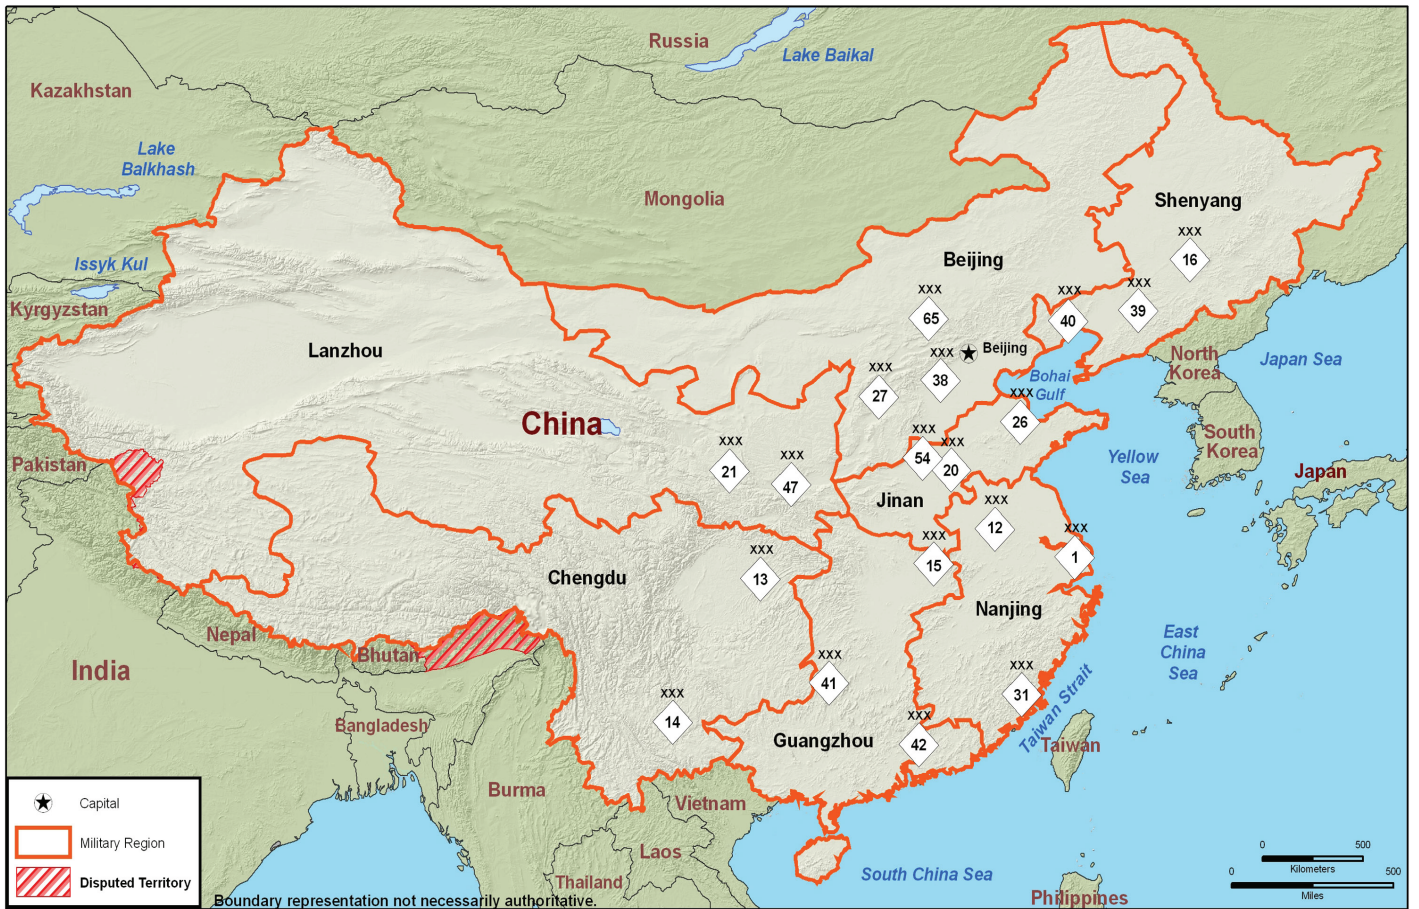 Russia
Lake Baikal
Kazakhstan
Lake
Balkhash
Mongolia
Shenyang
XXX
16
Issyk Kul
Beijing
Kyrgyzstan
XXX
65
XXX
40
XXX
39
Lanzhou
Beijing
XXX
38
North
Korea
Japan Sea
XXX
27
Bohai
Gulf
XXX
26
China
South
Korea
XXX
54
XXX
20
Yellow
Sea
Pakistan
XXX
21
XXX
47
Japan
Jinan
XXX
12
XXX
1
XXX
15
Chengdu
XXX
13
Nanjing
Nepal
Bhutan
East
China
Sea
India
XXX
41
XXX
31
XXX
14
Taiwan Strait
Bangladesh
Guangzhou
XXX
42
Taiwan
Burma
Vietnam
Laos
South China Sea
Thailand
Philippines
Capital
Military Region
Disputed Territory
Boundary representation not necessarily authoritative.
0 500
Kilometers
0 500
Miles